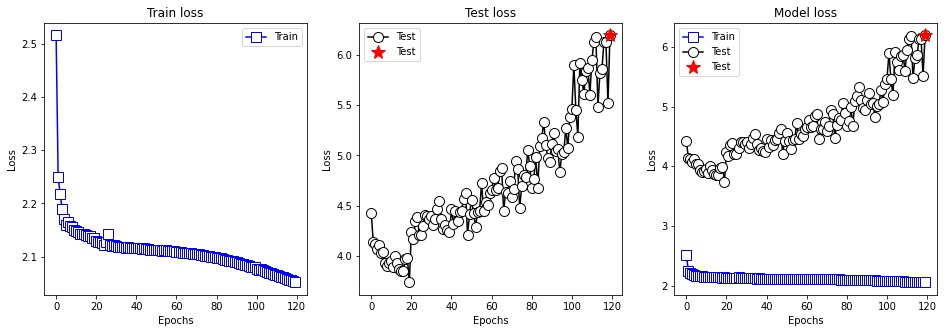 Train loss
Test loss
Model loss
Train
Test
Test
Train
Test
Test
Loss
2.5
2.4
2.3
2.2
2.1
Loss
6.0
5.5
5.0
4.5
4.0
Loss
6
5
4
3
2
0 20 40 60 80 100 120
0 20 40 60 80 100 120
0 20 40 60 80 100 120
Epochs
Epochs
Epochs